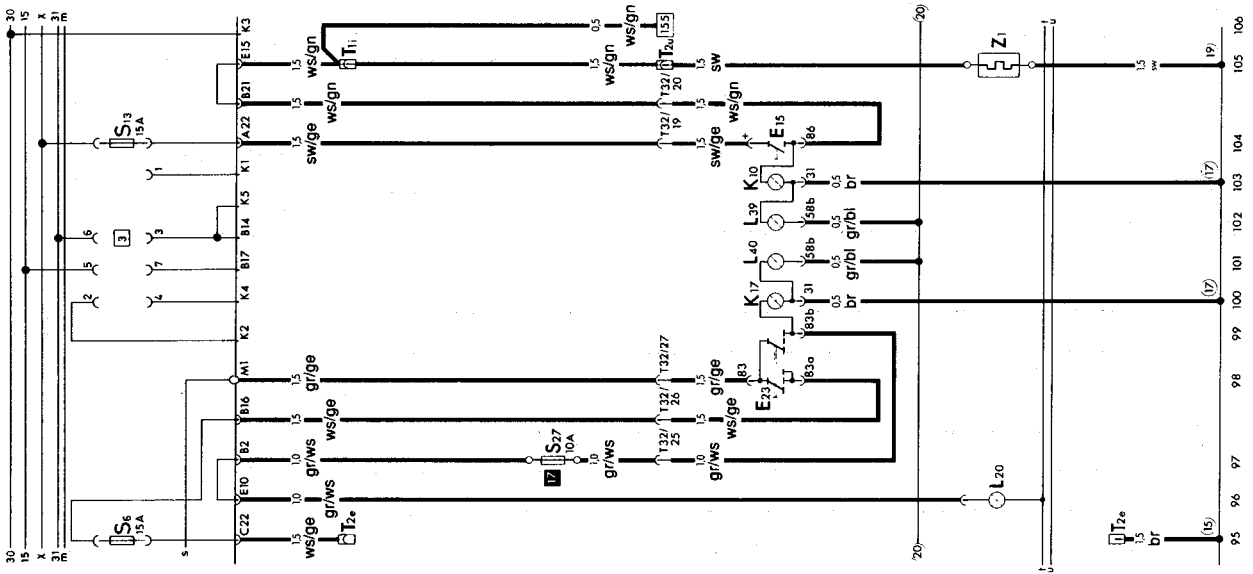 30 30
15 15
X X
31 31
m m
S6 15A
S13 15A
5 6
2 3
4 7 3 1
s
C22 E10 B2 B16 M1 K2 K4 B17 B14 K5 K1 A22 B21 E15 K3
1,5 ws/ge
1,0 gr/ws
1,0 gr/ws
1,5 ws/ge
1,5 gr/ge
1,5 sw/ge
1,5 ws/gn
1,5 ws/gn
0,5 ws/gn
T2e
T1i
17 S27 10A
1,0 gr/ws
T32/25
T32/26
T32/27
T32/19
T32/20
T2u
155
1,5 ws/gn
gr/ws
1,5 ws/ge
1,5 gr/ge
1,5 sw/ge
1,5 ws/gn
1,5 sw
83
E23
83a
83b
K17
31
L40
58b
L39
58b
K10
31
+
E15
86
0,5 br
0,5 gr/bl
0,5 gr/bl
0,5 br
(20) (20)
L20
Z1
t t
u u
T2e
1,5 br
1,5 sw
(15) (17) (17) 19)
95 96 97 98 99 100 101 102 103 104 105 106